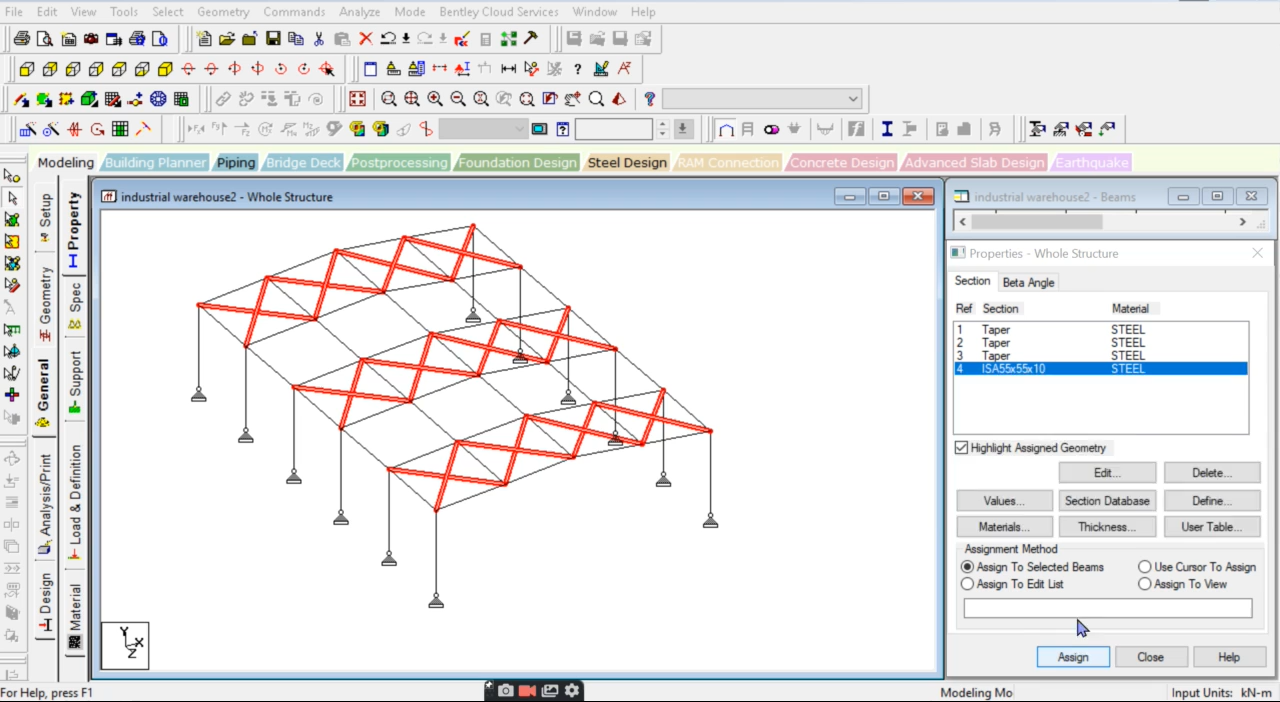 File Edit View Tools Select Geometry Commands Analyze Mode Bentley Cloud Services Window Help
Modeling Building Planner Piping Bridge Deck Postprocessing Foundation Design Steel Design RAM Connection Concrete Design Advanced Slab Design Earthquake
Setup
Geometry
General
Analysis/Print
Design
Property
Spec
Support
Load & Definition
Material
industrial warehouse2 - Whole Structure
Y
X
Z
industrial warehouse2 - Beams
Properties - Whole Structure
Section Beta Angle
Ref Section Material
1 Taper STEEL
2 Taper STEEL
3 Taper STEEL
4 ISA55x55x10 STEEL
Highlight Assigned Geometry
Edit... Delete...
Values... Section Database Define...
Materials... Thickness... User Table...
Assignment Method
Assign To Selected Beams Use Cursor To Assign
Assign To Edit List Assign To View
Assign Close Help
For Help, press F1 Modeling Mo Input Units: kN-m